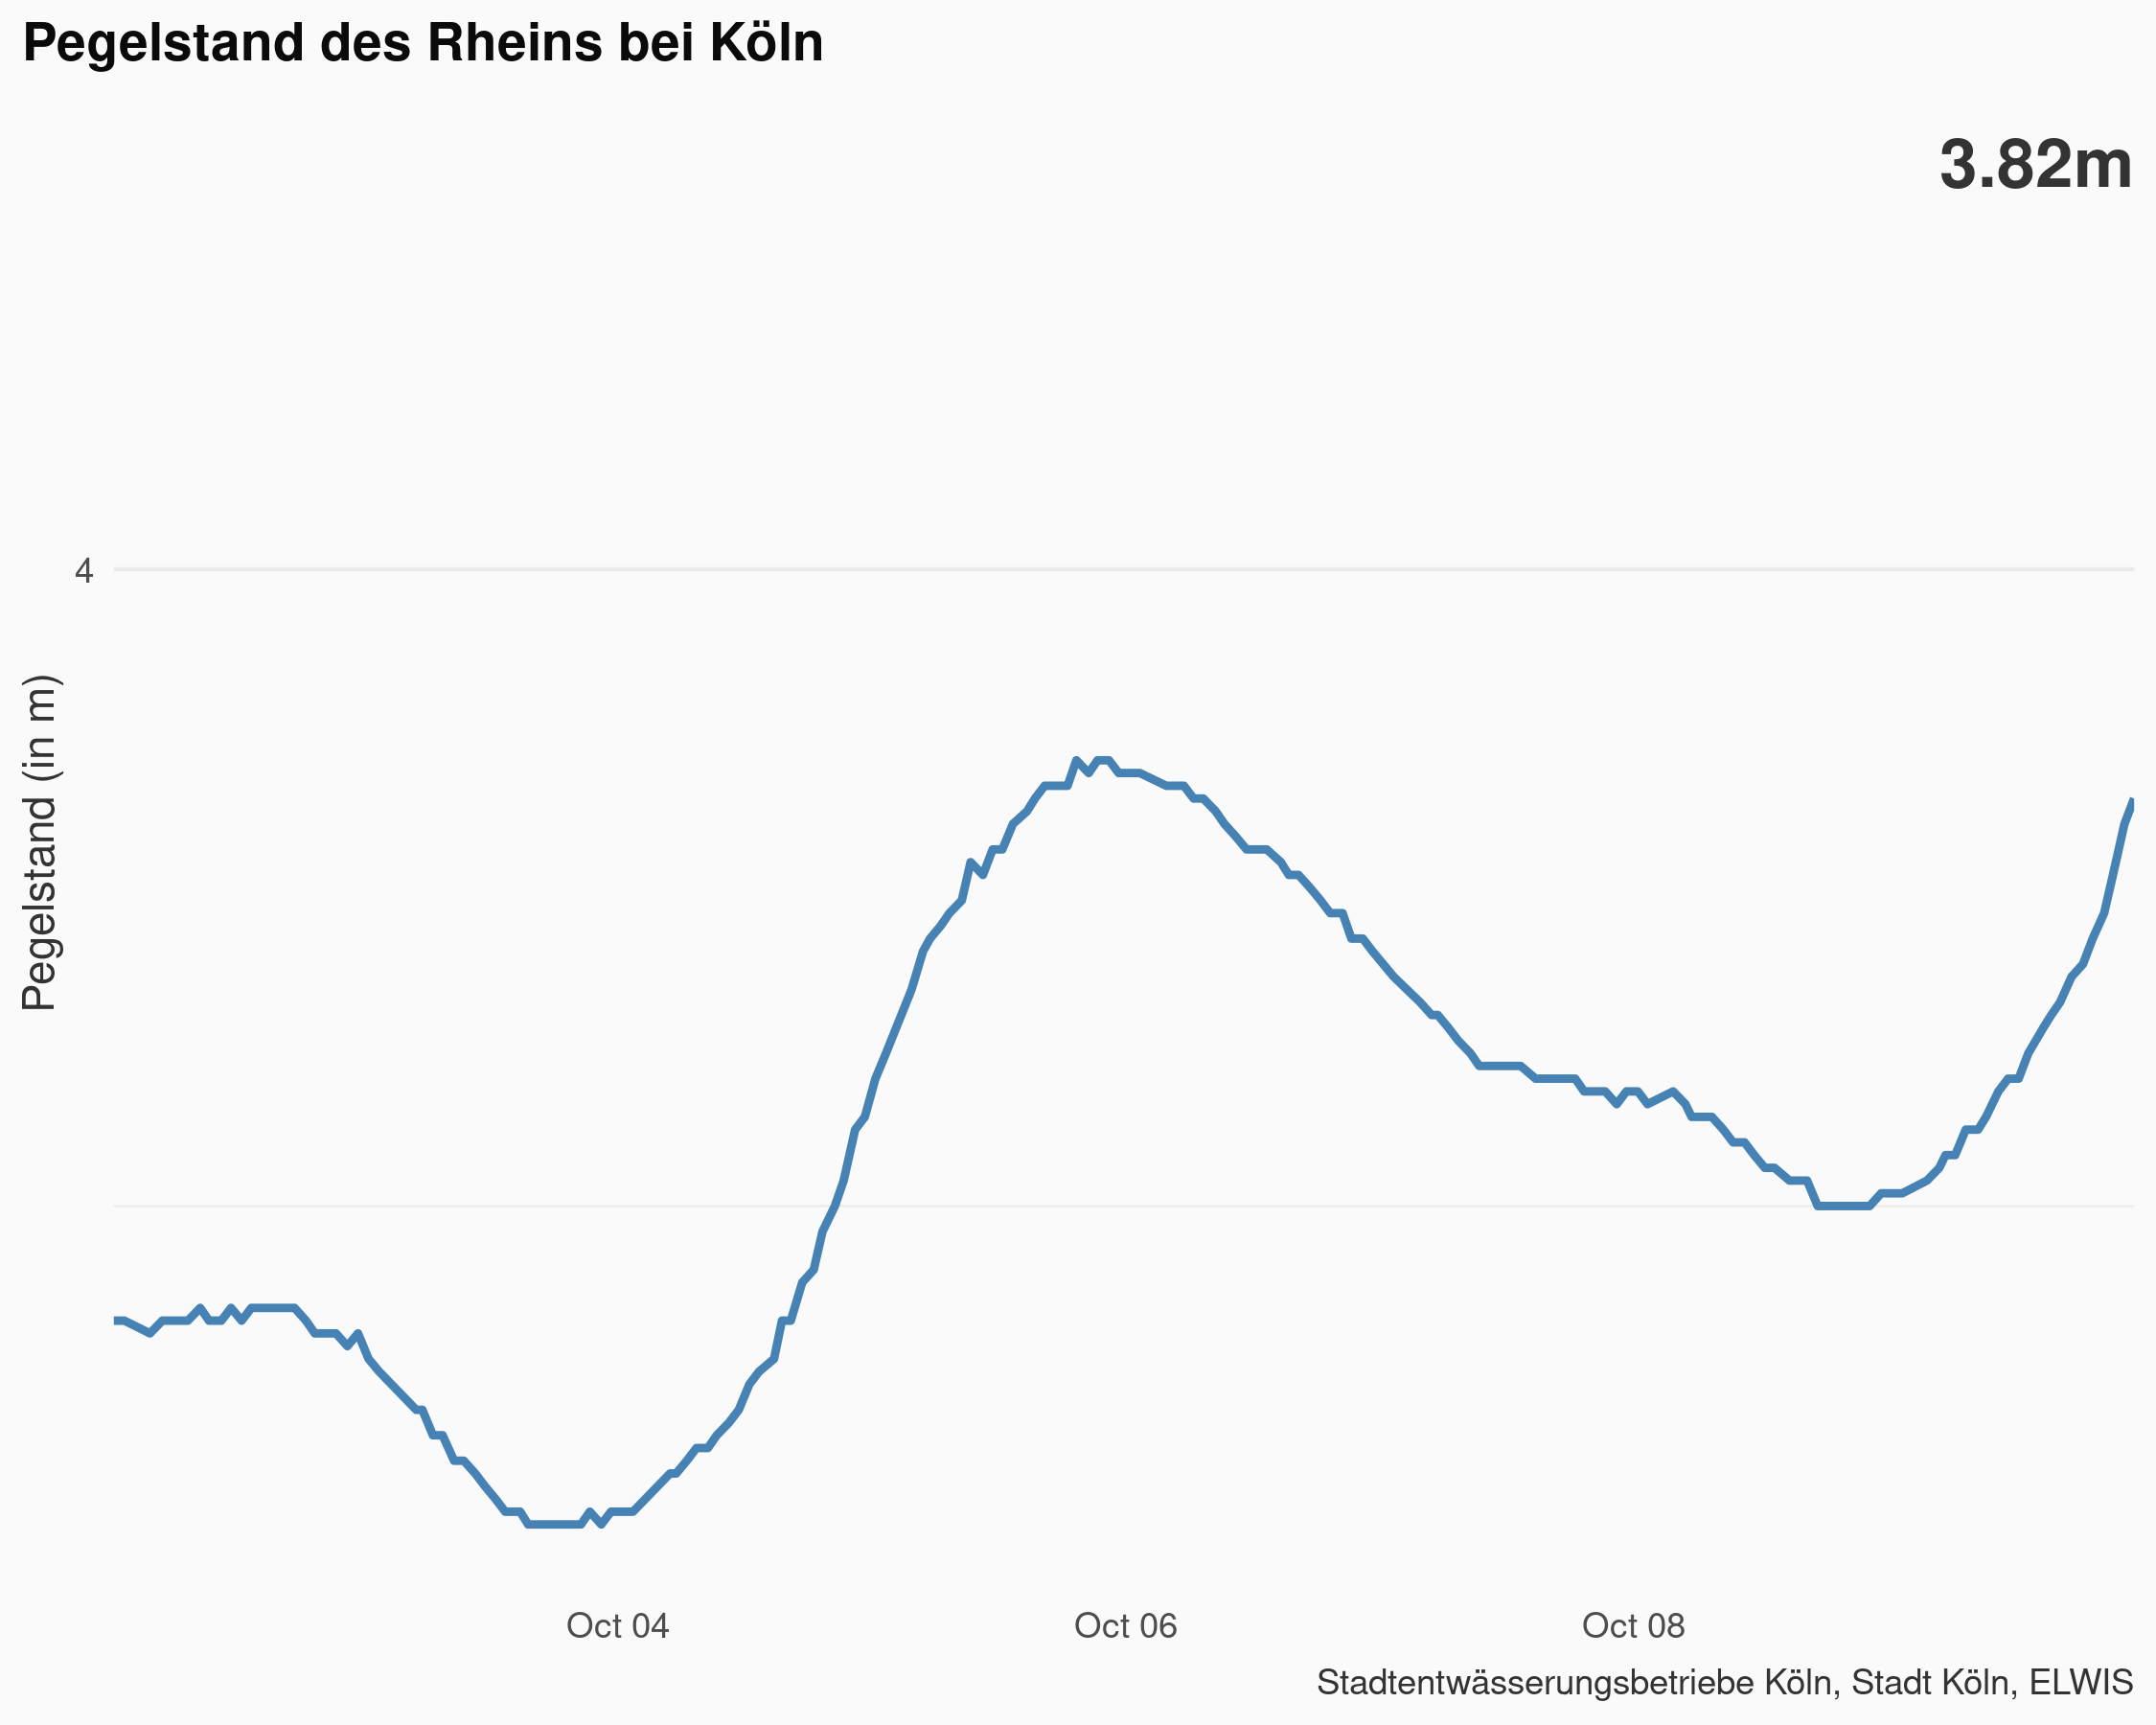 Pegelstand des Rheins bei Köln
3.82m
4
Pegelstand (in m)
Oct 04
Oct 06
Oct 08
Stadtentwässerungsbetriebe Köln, Stadt Köln, ELWIS